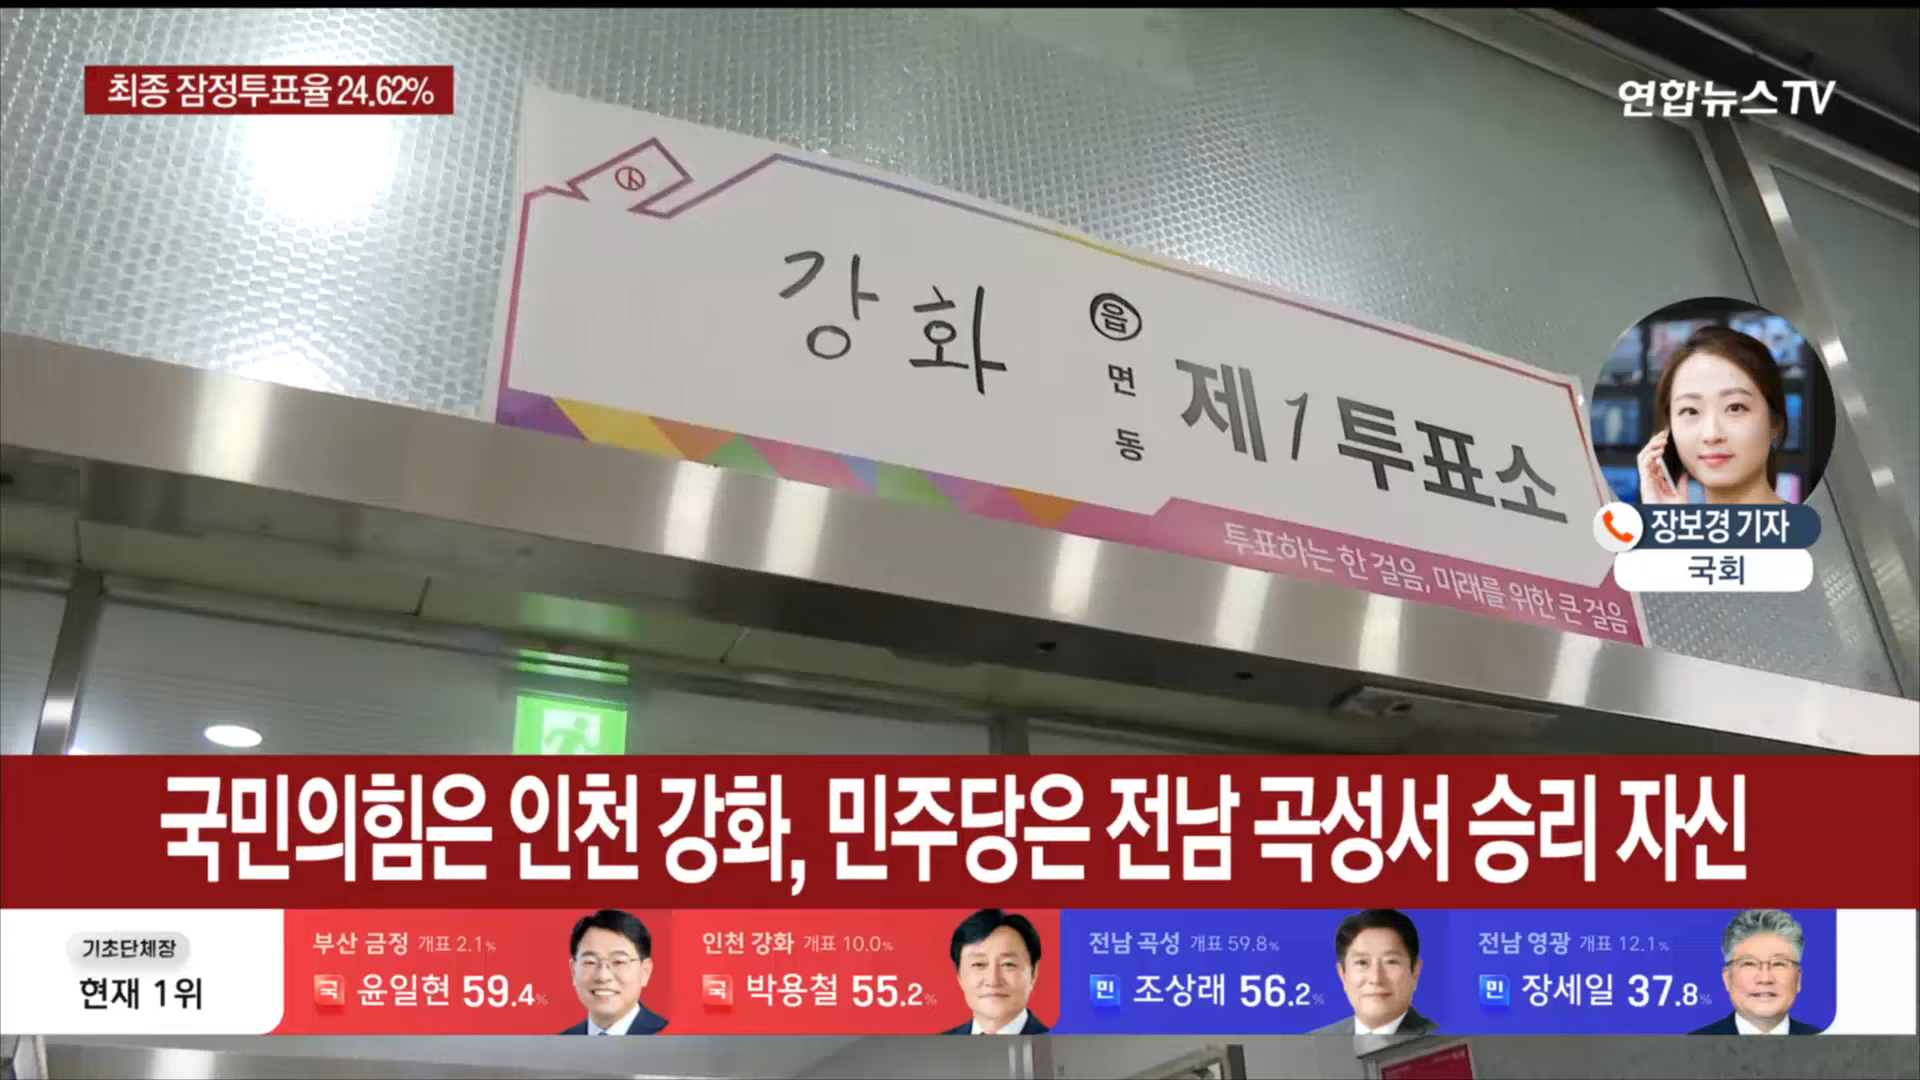 최종 잠정투표율 24.62%
연합뉴스TV
강화 읍 면 동 제1투표소
투표하는 한 걸음, 미래를 위한 큰 걸음
장보경 기자
국회
국민의힘은 인천 강화, 민주당은 전남 곡성서 승리 자신
기초단체장
현재 1위
부산 금정 개표 2.1%
국 윤일현 59.4%
인천 강화 개표 10.0%
국 박용철 55.2%
전남 곡성 개표 59.8%
민 조상래 56.2%
전남 영광 개표 12.1%
민 장세일 37.8%